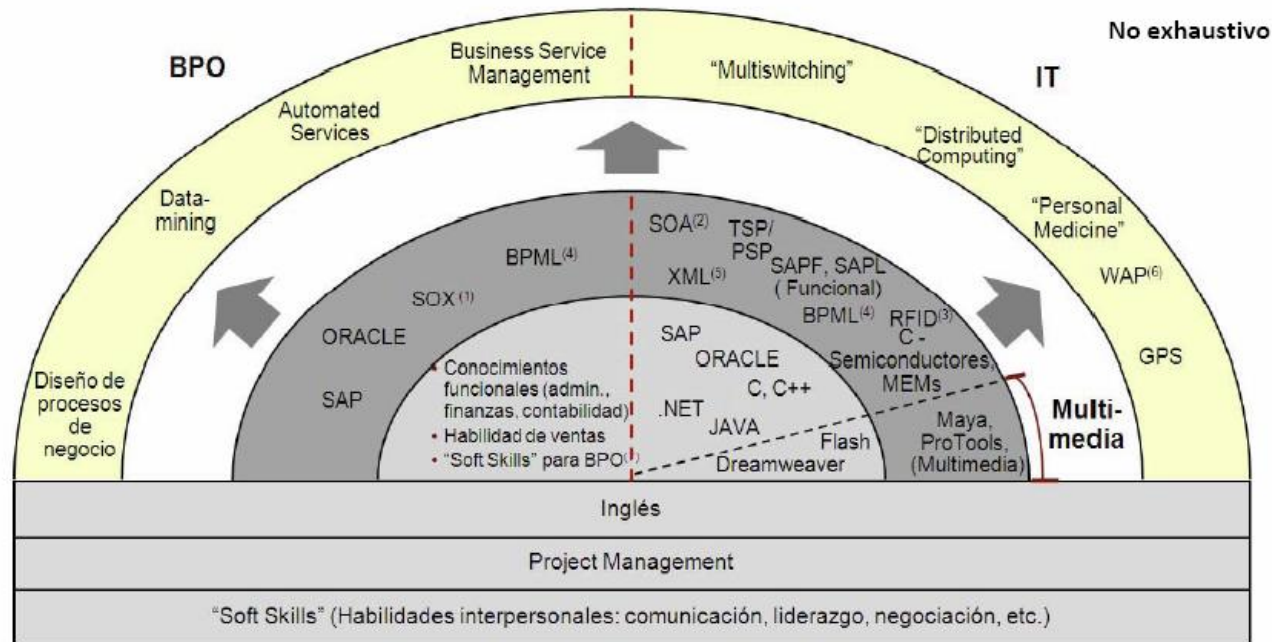 No exhaustivo
BPO
IT
Business Service
Management
"Multiswitching"
Automated
Services
"Distributed
Computing"
Data-
mining
"Personal
Medicine"
WAP(6)
GPS
Diseño de
procesos
de
negocio
SOA(2)
TSP/
PSP
BPML(4)
XML(5)
SAPF, SAPL
( Funcional)
SOX(1)
BPML(4)
RFID(3)
C -
Semiconductores,
MEMs
ORACLE
SAP
Maya,
ProTools,
(Multimedia)
Multi-
media
• Conocimientos
funcionales (admin.,
finanzas, contabilidad)
• Habilidad de ventas
• "Soft Skills" para BPO
SAP
ORACLE
C, C++
.NET
JAVA
Flash
Dreamweaver
Inglés
Project Management
"Soft Skills" (Habilidades interpersonales: comunicación, liderazgo, negociación, etc.)